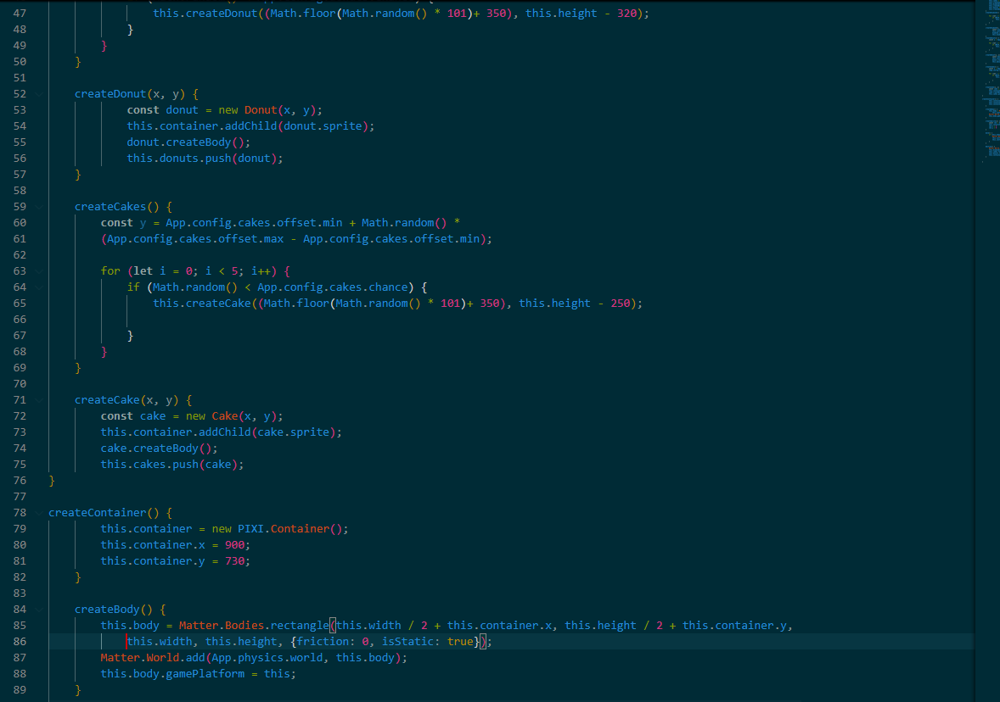 47 this.createDonut((Math.floor(Math.random() * 101)+ 350), this.height - 320);
48 }
49 }
50 }
51
52 createDonut(x, y) {
53 const donut = new Donut(x, y);
54 this.container.addChild(donut.sprite);
55 donut.createBody();
56 this.donuts.push(donut);
57 }
58
59 createCakes() {
60 const y = App.config.cakes.offset.min + Math.random() *
61 (App.config.cakes.offset.max - App.config.cakes.offset.min);
62
63 for (let i = 0; i < 5; i++) {
64 if (Math.random() < App.config.cakes.chance) {
65 this.createCake((Math.floor(Math.random() * 101)+ 350), this.height - 250);
66
67 }
68 }
69 }
70
71 createCake(x, y) {
72 const cake = new Cake(x, y);
73 this.container.addChild(cake.sprite);
74 cake.createBody();
75 this.cakes.push(cake);
76 }
77
78 createContainer() {
79 this.container = new PIXI.Container();
80 this.container.x = 900;
81 this.container.y = 730;
82 }
83
84 createBody() {
85 this.body = Matter.Bodies.rectangle(this.width / 2 + this.container.x, this.height / 2 + this.container.y,
86 this.width, this.height, {friction: 0, isStatic: true});
87 Matter.World.add(App.physics.world, this.body);
88 this.body.gamePlatform = this;
89 }